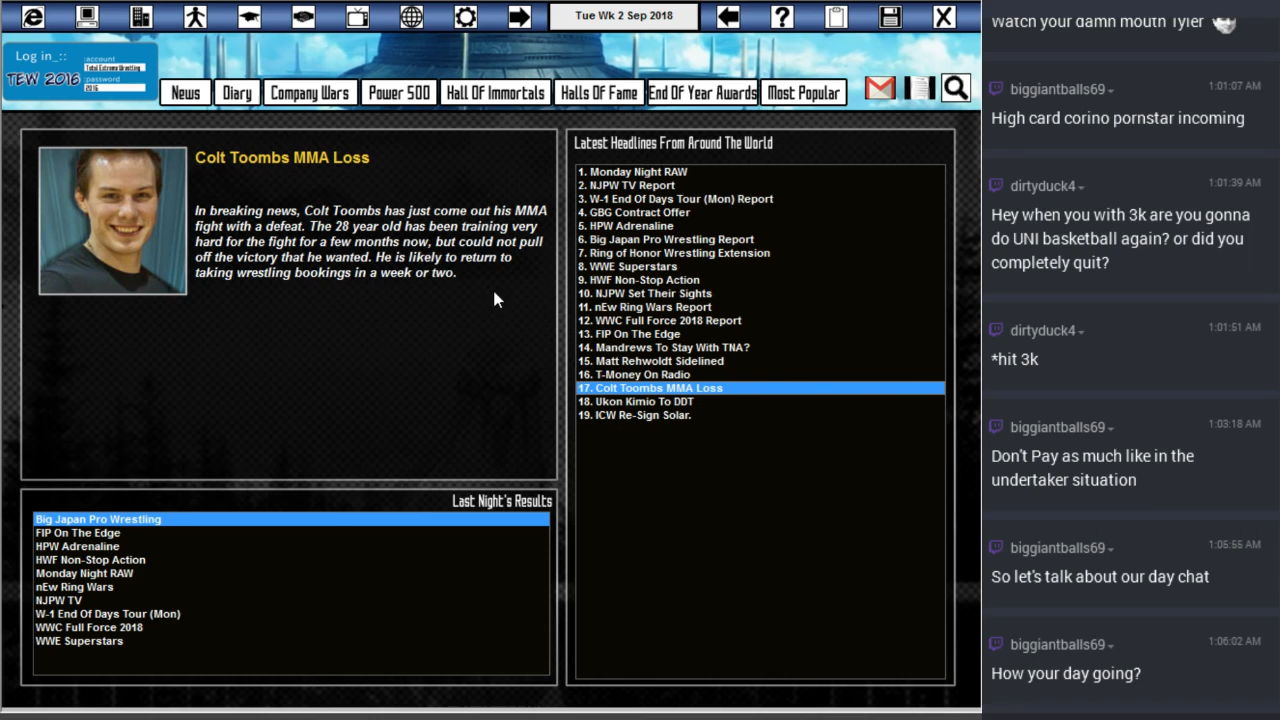 Tue Wk 2 Sep 2018
Log in_::
:account
Total Extreme Wrestling
TEW 2016
:password
2016
News
Diary
Company Wars
Power 500
Hall Of Immortals
Halls Of Fame
End Of Year Awards
Most Popular
Colt Toombs MMA Loss
In breaking news, Colt Toombs has just come out his MMA
fight with a defeat. The 28 year old has been training very
hard for the fight for a few months now, but could not pull
off the victory that he wanted. He is likely to return to
taking wrestling bookings in a week or two.
Last Night's Results
Big Japan Pro Wrestling
FIP On The Edge
HPW Adrenaline
HWF Non-Stop Action
Monday Night RAW
nEw Ring Wars
NJPW TV
W-1 End Of Days Tour (Mon)
WWC Full Force 2018
WWE Superstars
Latest Headlines From Around The World
1. Monday Night RAW
2. NJPW TV Report
3. W-1 End Of Days Tour (Mon) Report
4. GBG Contract Offer
5. HPW Adrenaline
6. Big Japan Pro Wrestling Report
7. Ring of Honor Wrestling Extension
8. WWE Superstars
9. HWF Non-Stop Action
10. NJPW Set Their Sights
11. nEw Ring Wars Report
12. WWC Full Force 2018 Report
13. FIP On The Edge
14. Mandrews To Stay With TNA?
15. Matt Rehwoldt Sidelined
16. T-Money On Radio
17. Colt Toombs MMA Loss
18. Ukon Kimio To DDT
19. ICW Re-Sign Solar.
watch your damn mouth Tyler
biggiantballs69 1:01:07 AM
High card corino pornstar incoming
dirtyduck4 1:01:39 AM
Hey when you with 3k are you gonna
do UNI basketball again? or did you
completely quit?
dirtyduck4 1:01:51 AM
*hit 3k
biggiantballs69 1:03:18 AM
Don't Pay as much like in the
undertaker situation
biggiantballs69 1:05:55 AM
So let's talk about our day chat
biggiantballs69 1:06:02 AM
How your day going?